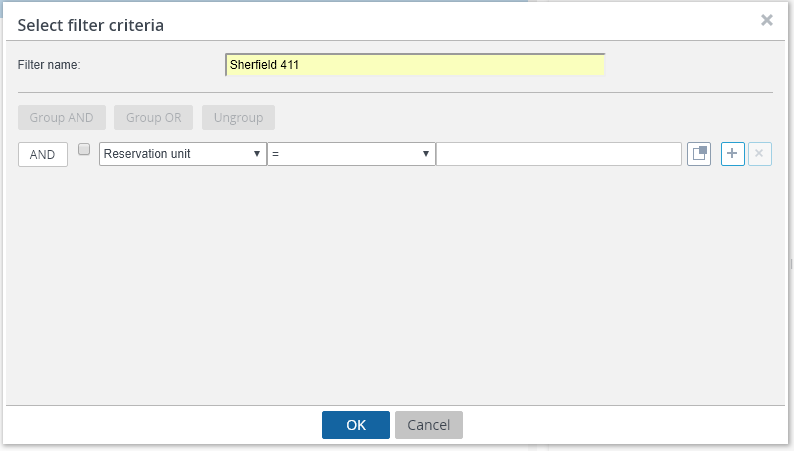 Select filter criteria
Filter name: Sherfield 411
Group AND Group OR Ungroup
AND Reservation unit =
OK Cancel